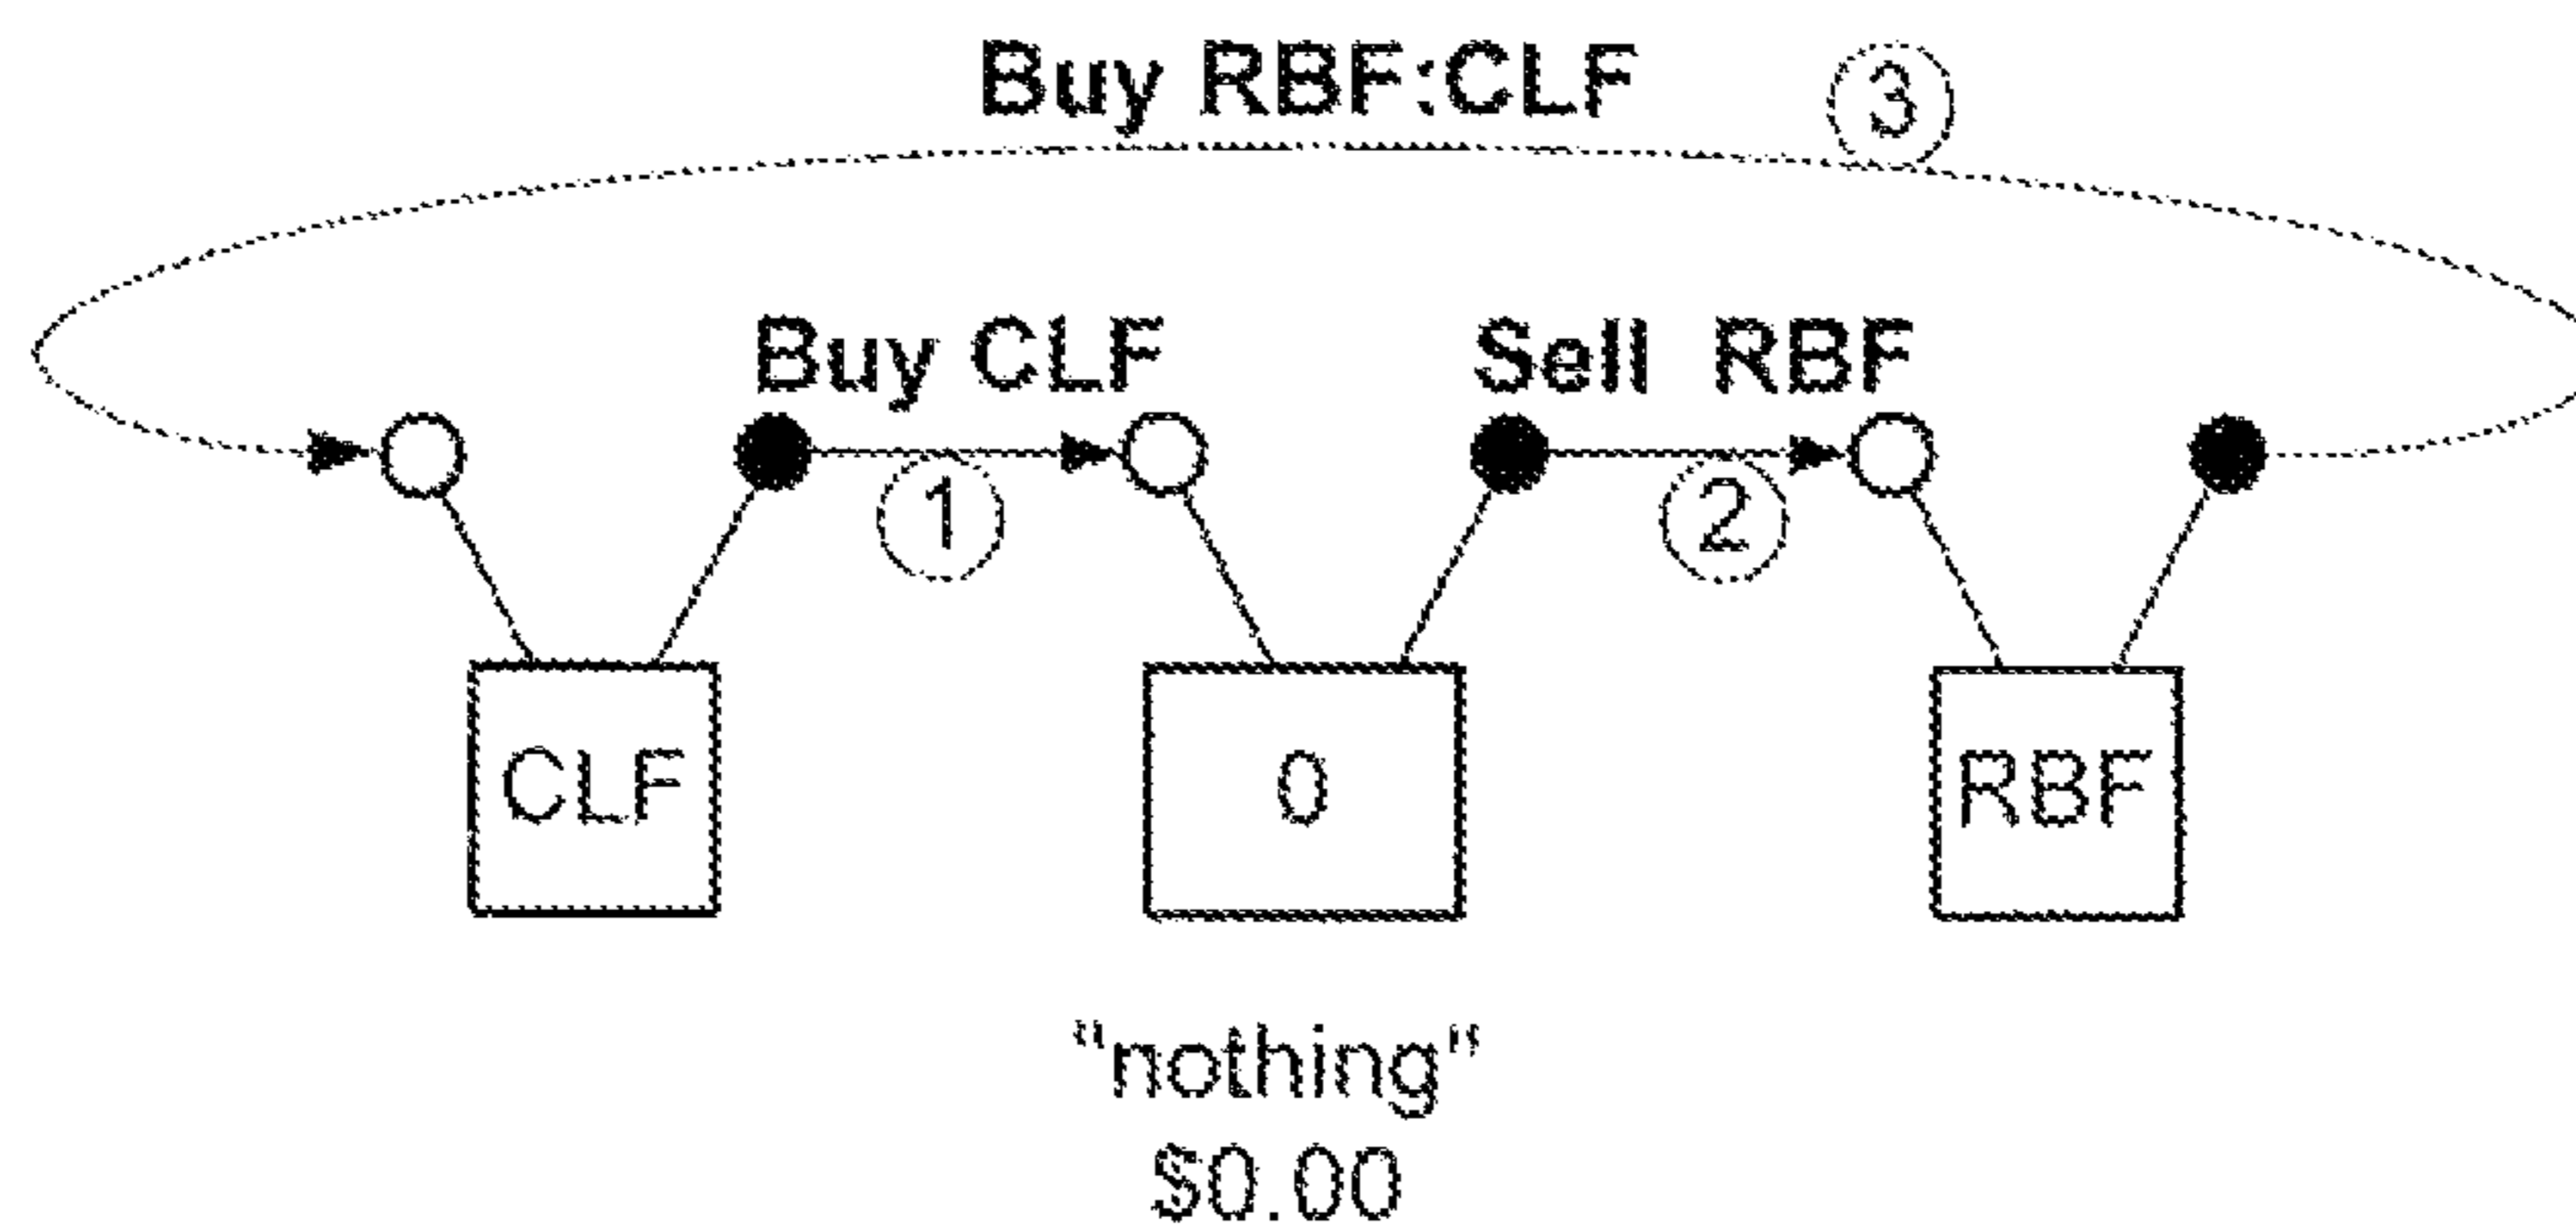 Buy RBF:CLF
3
Buy CLF
Sell RBF
1
2
CLF
0
RBF
"nothing"
$0.00